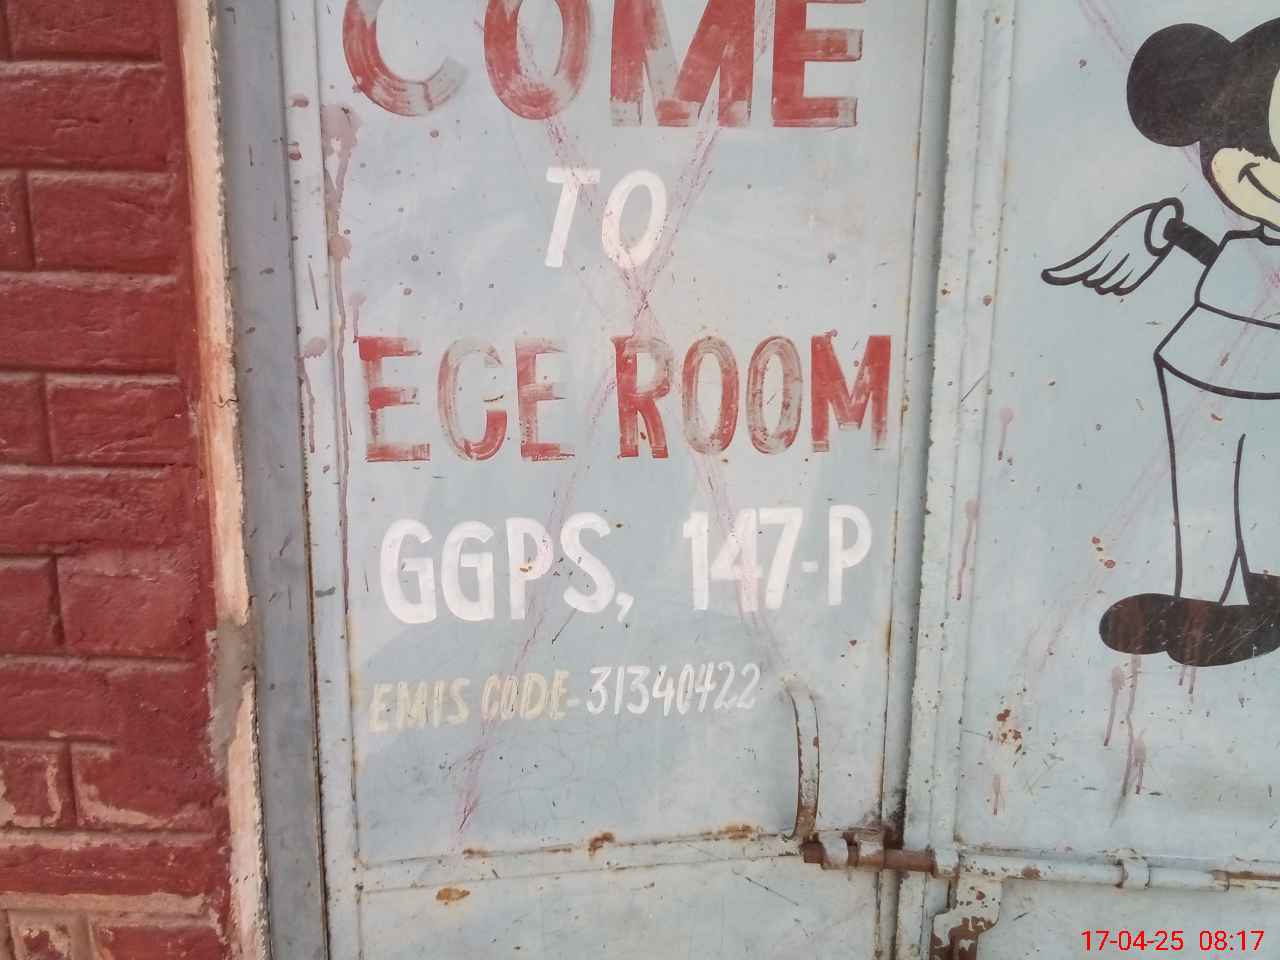 COME
TO
ECE ROOM
GGPS, 147-P
EMIS CODE-31340422
17-04-25 08:17